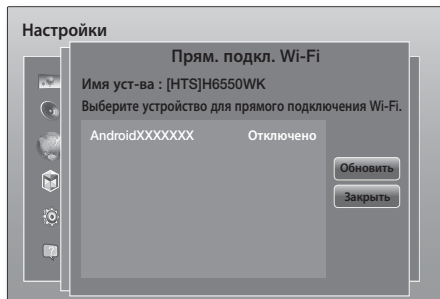 Настройки
Прям. подкл. Wi-Fi
Имя уст-ва : [HTS]H6550WK
Выберите устройство для прямого подключения Wi-Fi.
AndroidXXXXXXX Отключено
Обновить
Закрыть
?